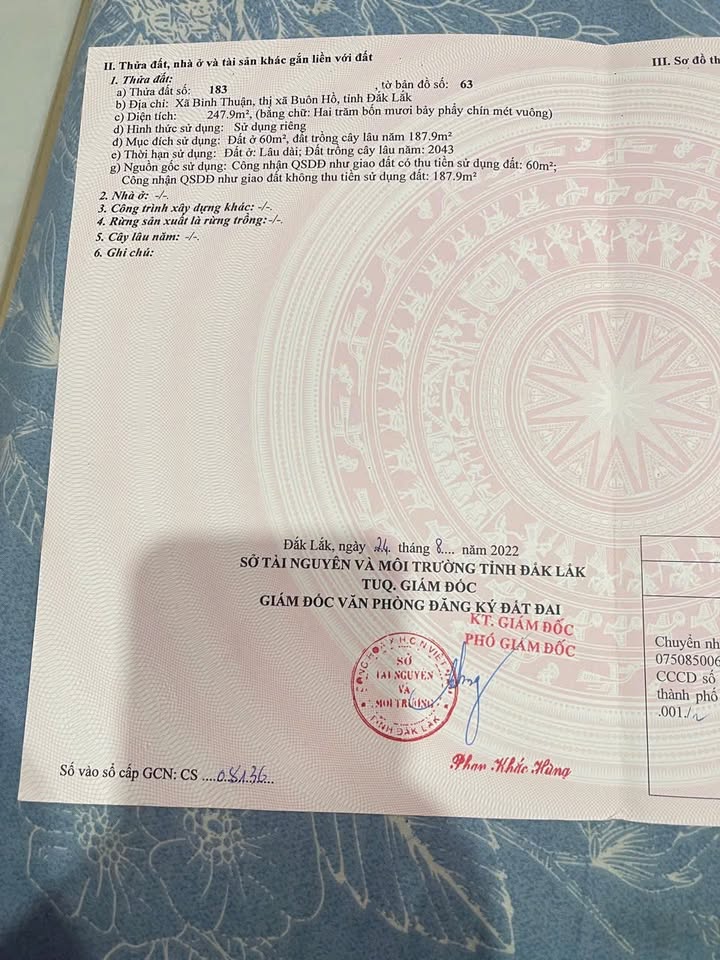 II. Thửa đất, nhà ở và tài sản khác gắn liền với đất
1. Thửa đất:
a) Thửa đất số: 183 , tờ bản đồ số: 63
b) Địa chỉ: Xã Bình Thuận, thị xã Buôn Hồ, tỉnh Đắk Lắk
c) Diện tích: 247.9m², (bằng chữ: Hai trăm bốn mươi bảy phẩy chín mét vuông)
d) Hình thức sử dụng: Sử dụng riêng
đ) Mục đích sử dụng: Đất ở 60m², đất trồng cây lâu năm 187.9m²
e) Thời hạn sử dụng: Đất ở: Lâu dài; Đất trồng cây lâu năm: 2043
g) Nguồn gốc sử dụng: Công nhận QSDĐ như giao đất có thu tiền sử dụng đất: 60m²;
Công nhận QSDĐ như giao đất không thu tiền sử dụng đất: 187.9m²
2. Nhà ở: -/-.
3. Công trình xây dựng khác: -/-.
4. Rừng sản xuất là rừng trồng:-/-.
5. Cây lâu năm: -/-.
6. Ghi chú:
III. Sơ đồ th
Đắk Lắk, ngày 24. tháng 8.... năm 2022
SỞ TÀI NGUYÊN VÀ MÔI TRƯỜNG TỈNH ĐẮK LẮK
TUQ. GIÁM ĐỐC
GIÁM ĐỐC VĂN PHÒNG ĐĂNG KÝ ĐẤT ĐAI
KT. GIÁM ĐỐC
PHÓ GIÁM ĐỐC
SỞ
TÀI NGUYÊN
VÀ
MÔI TRƯỜNG
TỈNH ĐẮK LẮK
Phan Khắc Hùng
Số vào sổ cấp GCN: CS ....08136...
Chuyển nh
075085006
CCCD số
thành phố
.001./